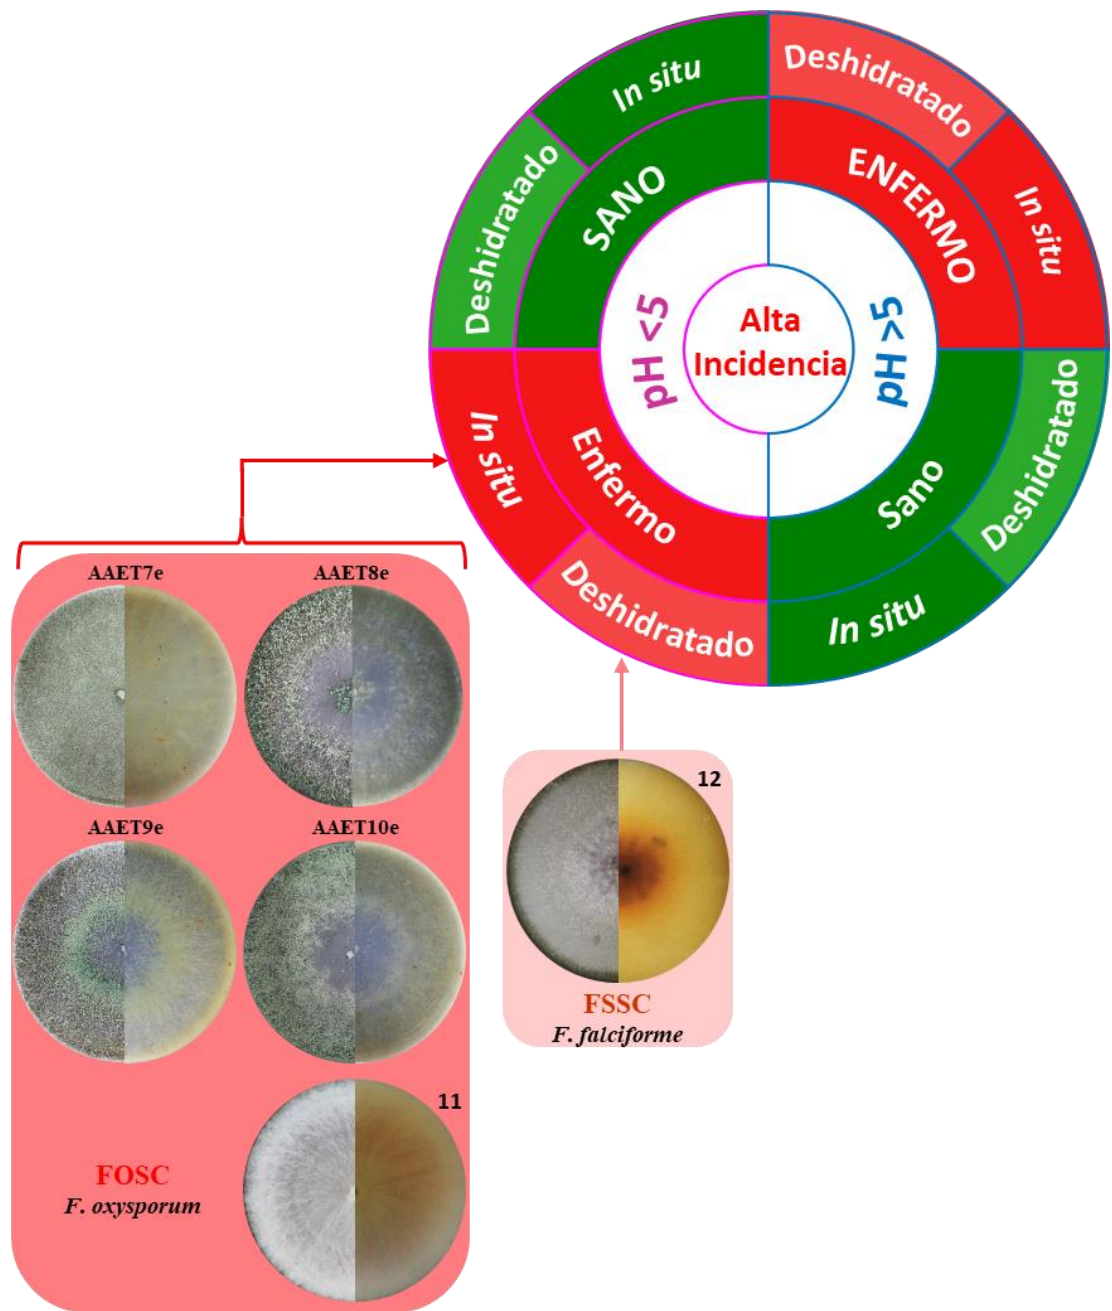 In situ
Deshidratado
Deshidratado
SANO
ENFERMO
In situ
pH <5
Alta
Incidencia
pH>5
In situ
Enfermo
Deshidratado
Sano
Deshidratado
In situ
AAET7e
AAET8e
AAET9e
AAET10e
12
FSSC
F. falciforme
11
FOSC
F. oxysporum